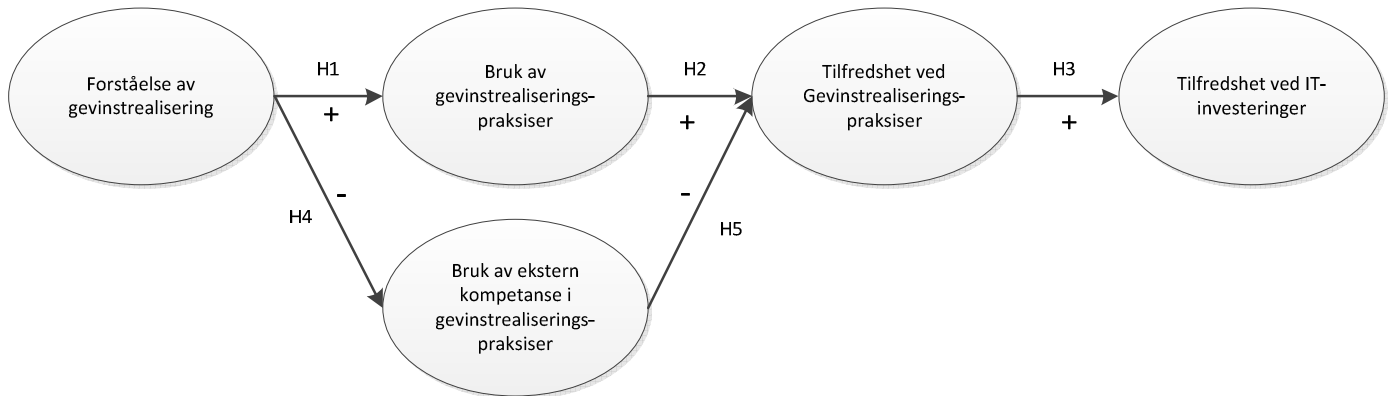 Forståelse av
gevinstrealisering
H1
+
Bruk av
gevinstrealiserings-
praksiser
H2
+
Tilfredshet ved
Gevinstrealiserings-
praksiser
H3
+
Tilfredshet ved IT-
investeringer
H4
-
Bruk av ekstern
kompetanse i
gevinstrealiserings-
praksiser
-
H5